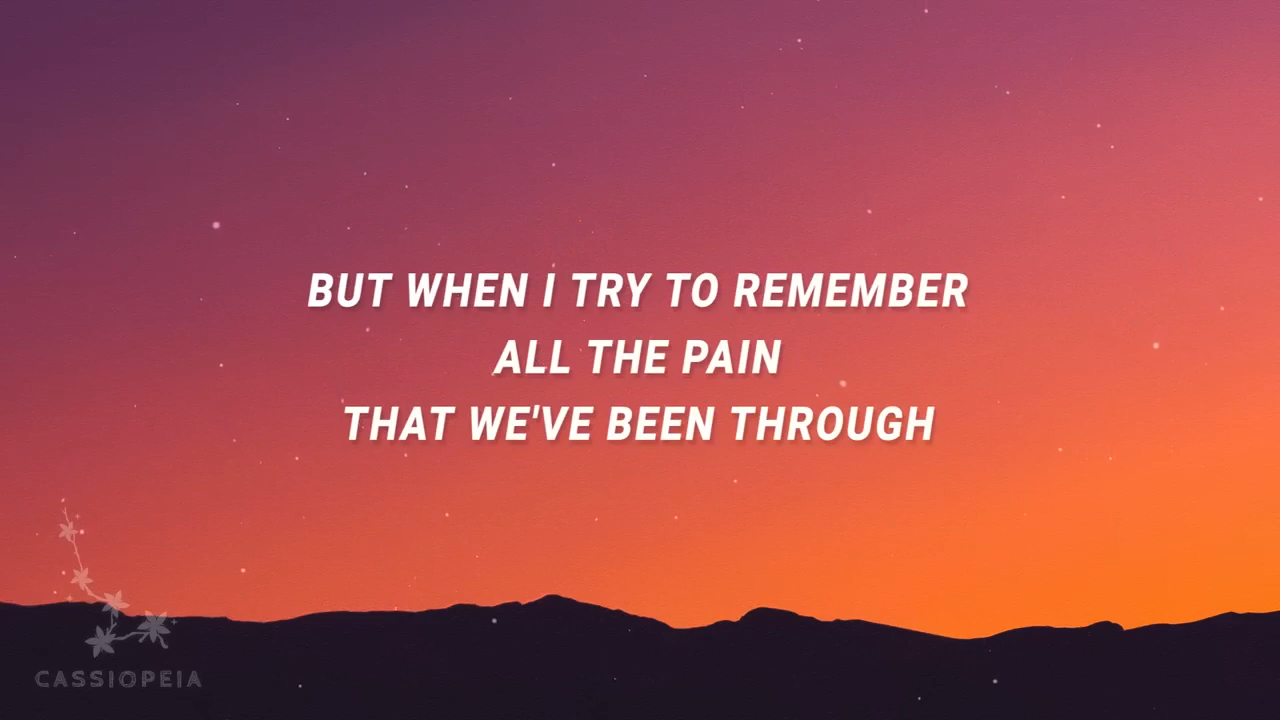 BUT WHEN I TRY TO REMEMBER
ALL THE PAIN
THAT WE'VE BEEN THROUGH
CASSIOPEIA